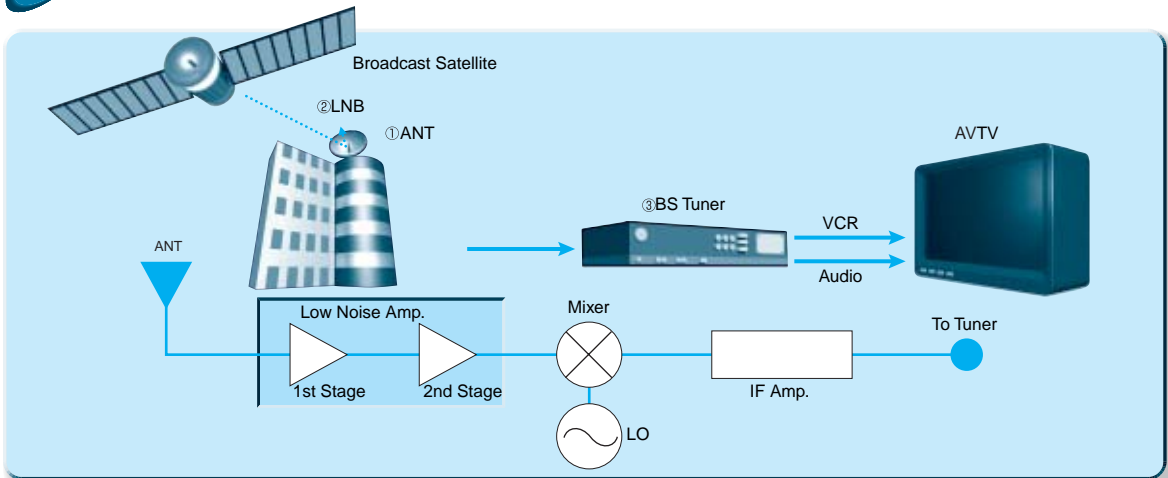 Broadcast Satellite
②LNB
①ANT
AVTV
③BS Tuner
VCR
Audio
ANT
Low Noise Amp.
1st Stage
2nd Stage
Mixer
LO
IF Amp.
To Tuner